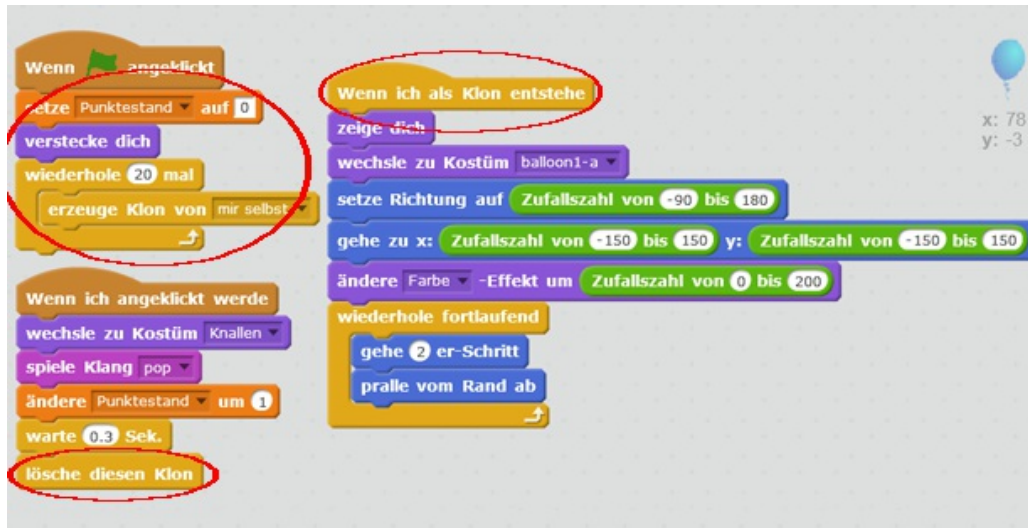 Wenn angeklickt
setze Punktestand auf 0
verstecke dich
wiederhole 20 mal
erzeuge Klon von mir selbst
Wenn ich angeklickt werde
wechsle zu Kostüm Knallen
spiele Klang pop
ändere Punktestand um 1
warte 0.3 Sek.
lösche diesen Klon
Wenn ich als Klon entstehe
zeige dich
wechsle zu Kostüm balloon1-a
setze Richtung auf Zufallszahl von -90 bis 180
gehe zu x: Zufallszahl von -150 bis 150 y: Zufallszahl von -150 bis 150
ändere Farbe -Effekt um Zufallszahl von 0 bis 200
wiederhole fortlaufend
gehe 2 er-Schritt
pralle vom Rand ab
x: 78
y: -3